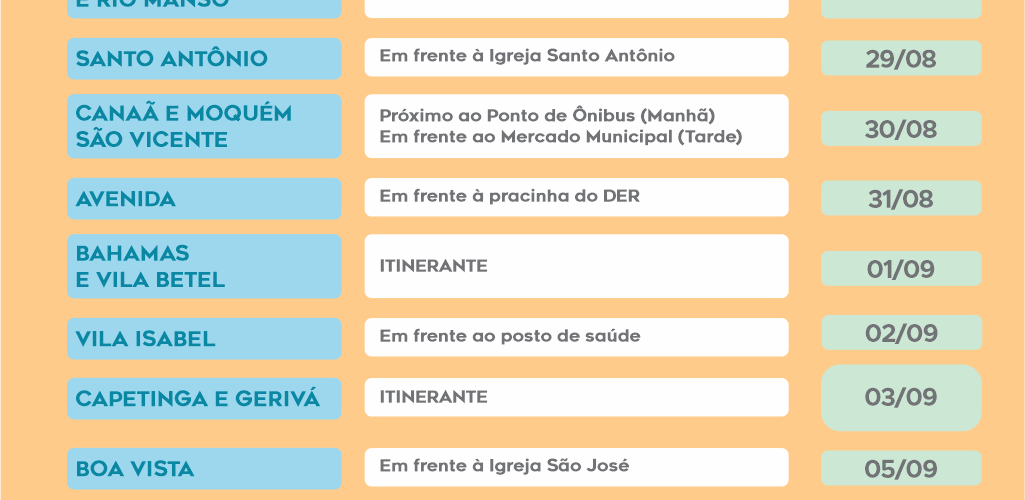 E RIO MANSO
SANTO ANTÔNIO
Em frente à Igreja Santo Antônio
29/08
CANAÃ E MOQUÉM
SÃO VICENTE
Próximo ao Ponto de Ônibus (Manhã)
Em frente ao Mercado Municipal (Tarde)
30/08
AVENIDA
Em frente à pracinha do DER
31/08
BAHAMAS
E VILA BETEL
ITINERANTE
01/09
VILA ISABEL
Em frente ao posto de saúde
02/09
CAPETINGA E GERIVÁ
ITINERANTE
03/09
BOA VISTA
Em frente à Igreja São José
05/09